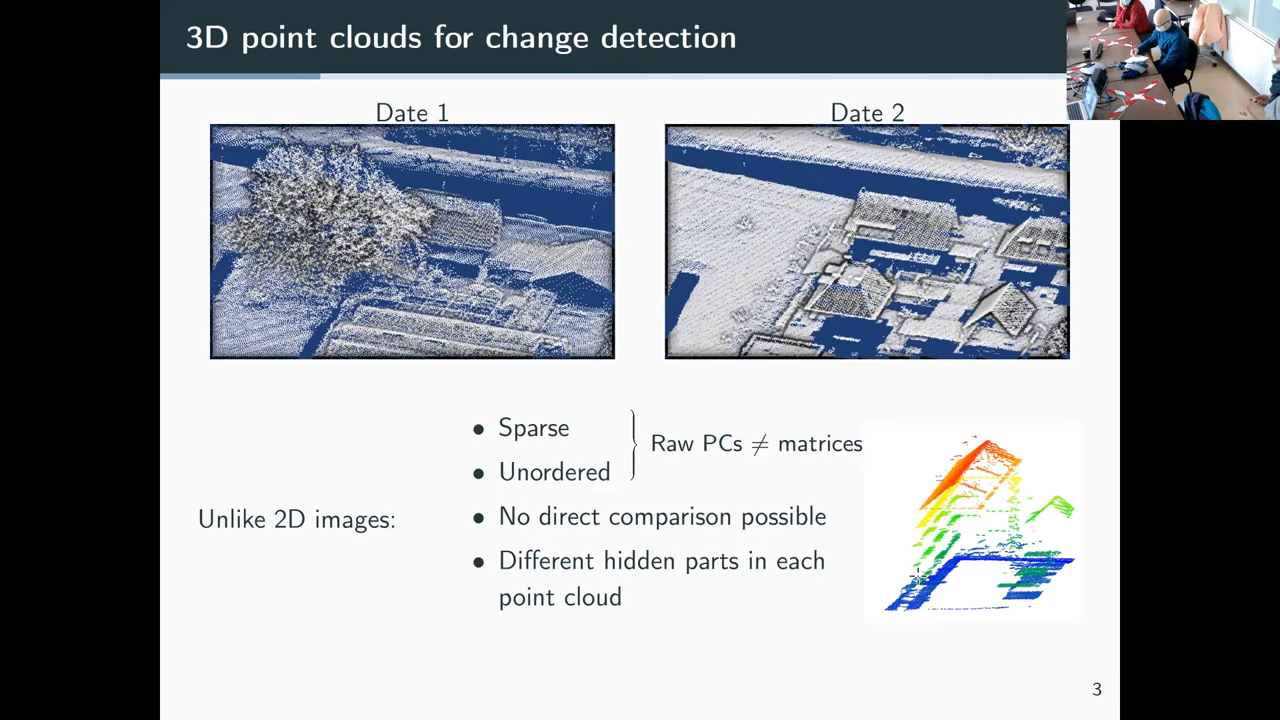 3D point clouds for change detection
Date 1
Date 2
• Sparse
• Unordered
Raw PCs ≠ matrices
Unlike 2D images:
• No direct comparison possible
• Different hidden parts in each
point cloud
3